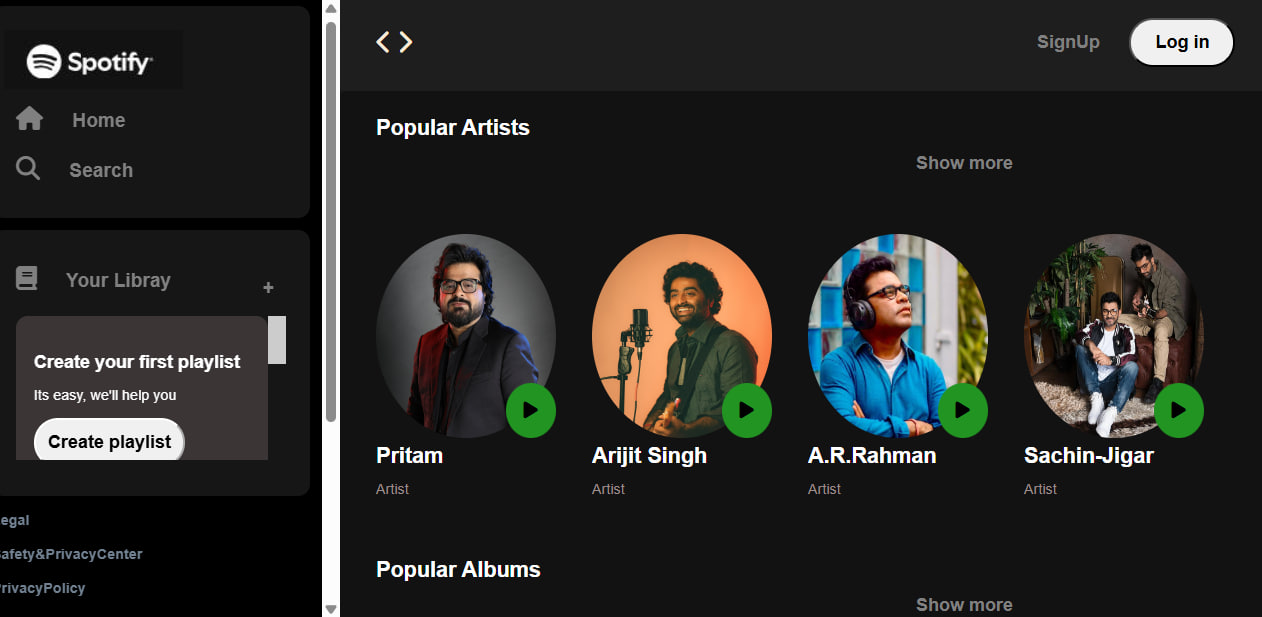 Spotify
Home
Search
Your Libray
+
Create your first playlist
Its easy, we'll help you
Create playlist
egal
afety&PrivacyCenter
rivacyPolicy
< >
SignUp
Log in
Popular Artists
Show more
Pritam
Artist
Arijit Singh
Artist
A.R.Rahman
Artist
Sachin-Jigar
Artist
Popular Albums
Show more